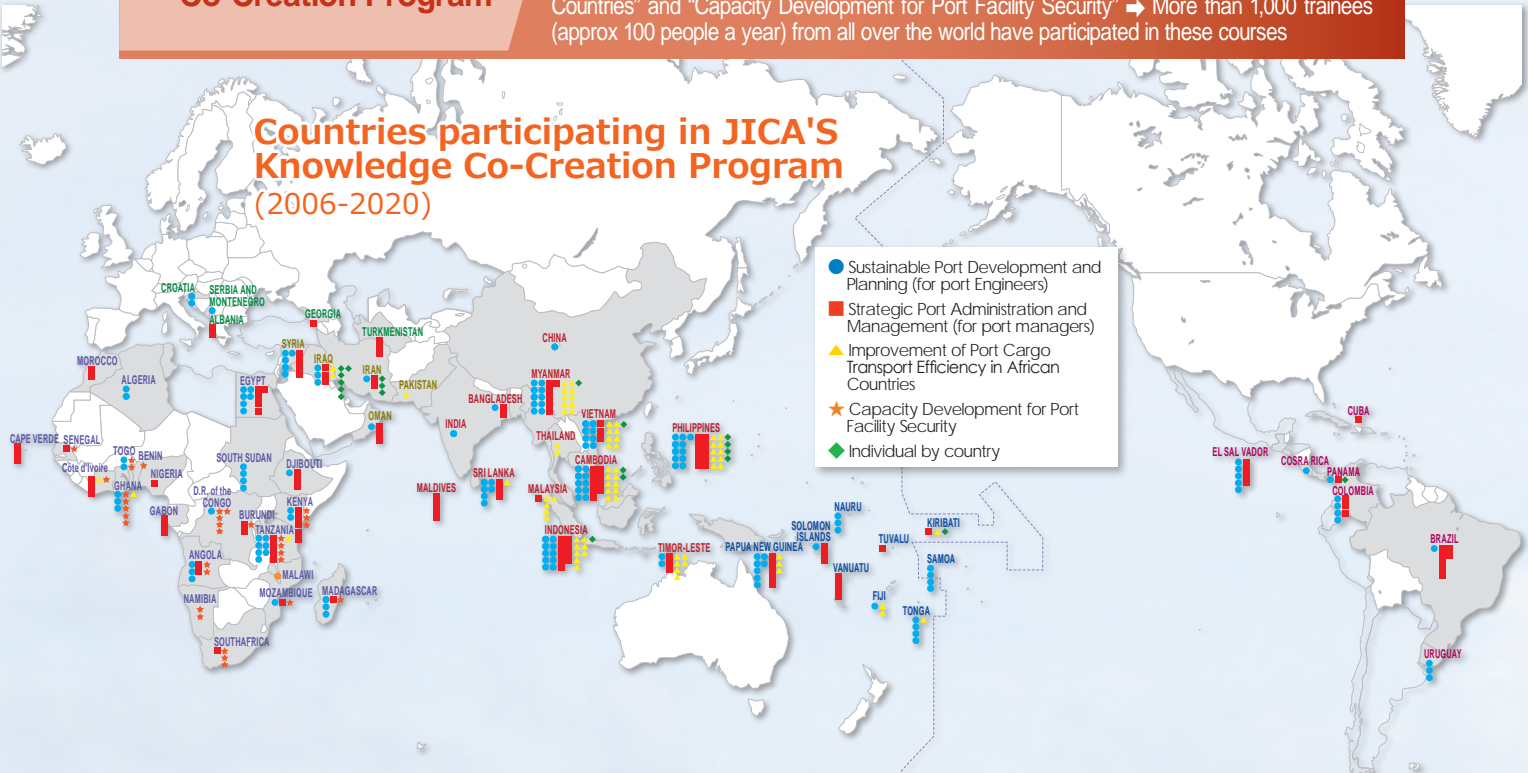 Co-Creation Program
Countries” and “Capacity Development for Port Facility Security” ➡ More than 1,000 trainees
(approx 100 people a year) from all over the world have participated in these courses
Countries participating in JICA'S
Knowledge Co-Creation Program
(2006-2020)
Sustainable Port Development and
Planning (for port Engineers)
Strategic Port Administration and
Management (for port managers)
Improvement of Port Cargo
Transport Efficiency in African
Countries
Capacity Development for Port
Facility Security
Individual by country
CROATIA
SERBIA AND
MONTENEGRO
ALBANIA
GEORGIA
TURKMENISTAN
SYRIA
IRAQ
IRAN
PAKISTAN
OMAN
MOROCCO
ALGERIA
EGYPT
CAPE VERDE
SENEGAL
TOGO
BENIN
Côte d'Ivoire
NIGERIA
GHANA
GABON
SOUTH SUDAN
DJIBOUTI
D.R. of the
CONGO
BURUNDI
KENYA
TANZANIA
ANGOLA
MALAWI
NAMIBIA
MOZAMBIQUE
MADAGASCAR
SOUTHAFRICA
CHINA
MYANMAR
BANGLADESH
INDIA
VIETNAM
THAILAND
PHILIPPINES
CAMBODIA
SRI LANKA
MALAYSIA
MALDIVES
INDONESIA
TIMOR-LESTE
PAPUA NEW GUINEA
NAURU
SOLOMON
ISLANDS
VANUATU
TUVALU
KIRIBATI
SAMOA
FIJI
TONGA
CUBA
EL SAL VADOR
COSRA RICA
PANAMA
COLOMBIA
BRAZIL
URUGUAY